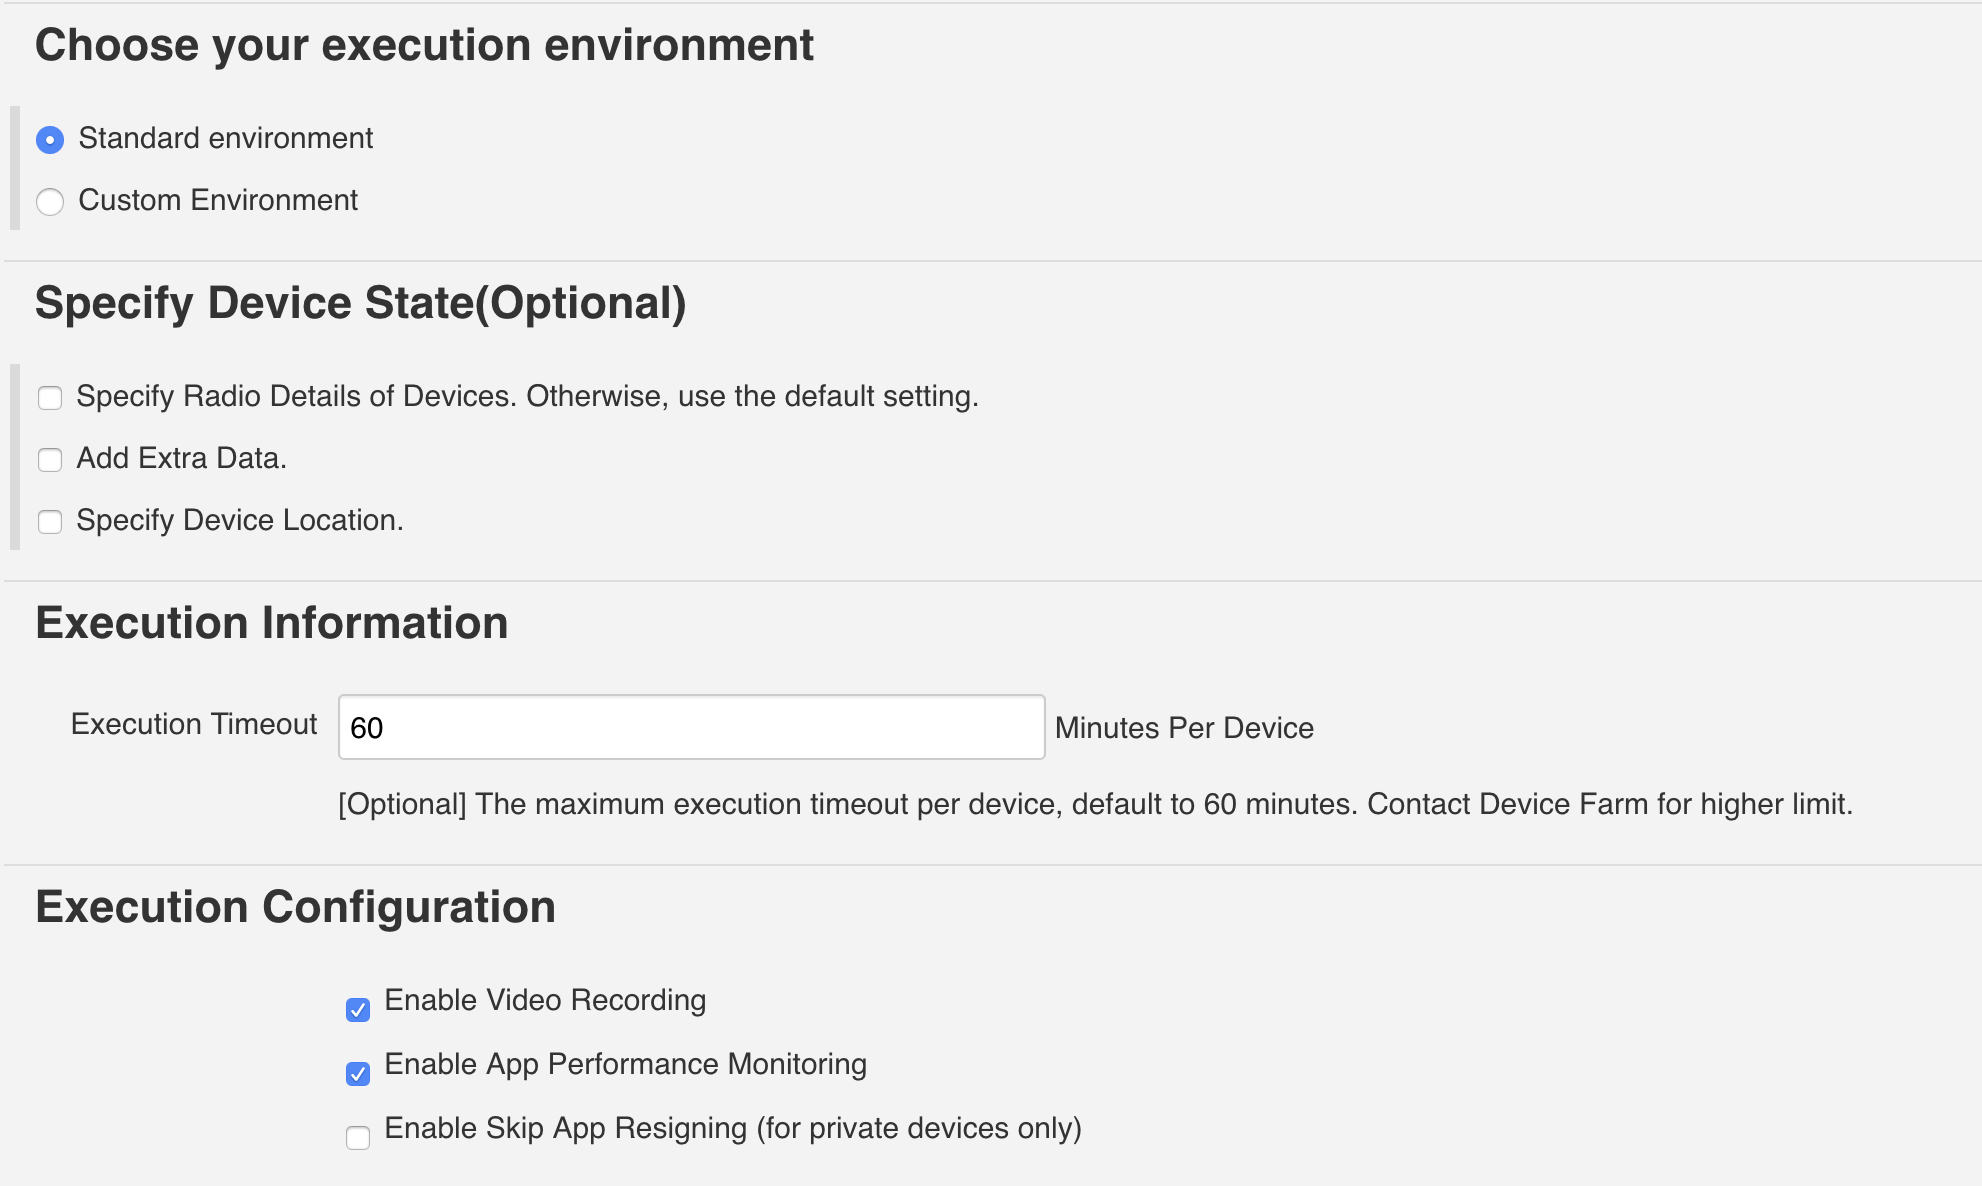 Choose your execution environment
Standard environment
Custom Environment
Specify Device State(Optional)
Specify Radio Details of Devices. Otherwise, use the default setting.
Add Extra Data.
Specify Device Location.
Execution Information
Execution Timeout 60 Minutes Per Device
[Optional] The maximum execution timeout per device, default to 60 minutes. Contact Device Farm for higher limit.
Execution Configuration
Enable Video Recording
Enable App Performance Monitoring
Enable Skip App Resigning (for private devices only)